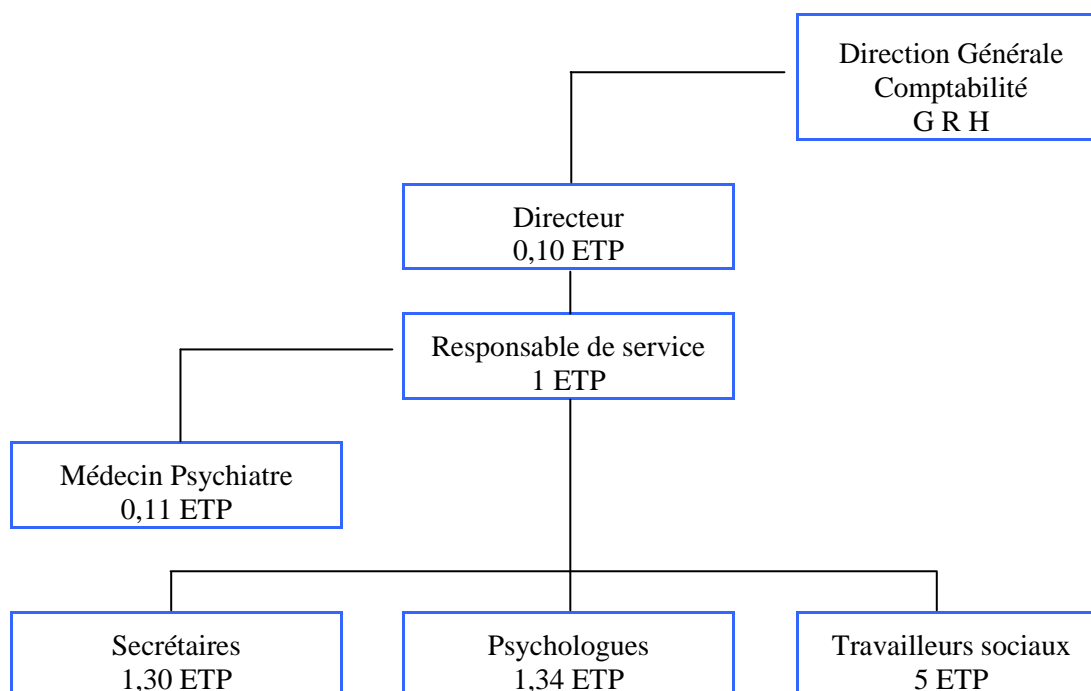 Direction Générale
Comptabilité
G R H
Directeur
0,10 ETP
Responsable de service
1 ETP
Médecin Psychiatre
0,11 ETP
Secrétaires
1,30 ETP
Psychologues
1,34 ETP
Travailleurs sociaux
5 ETP